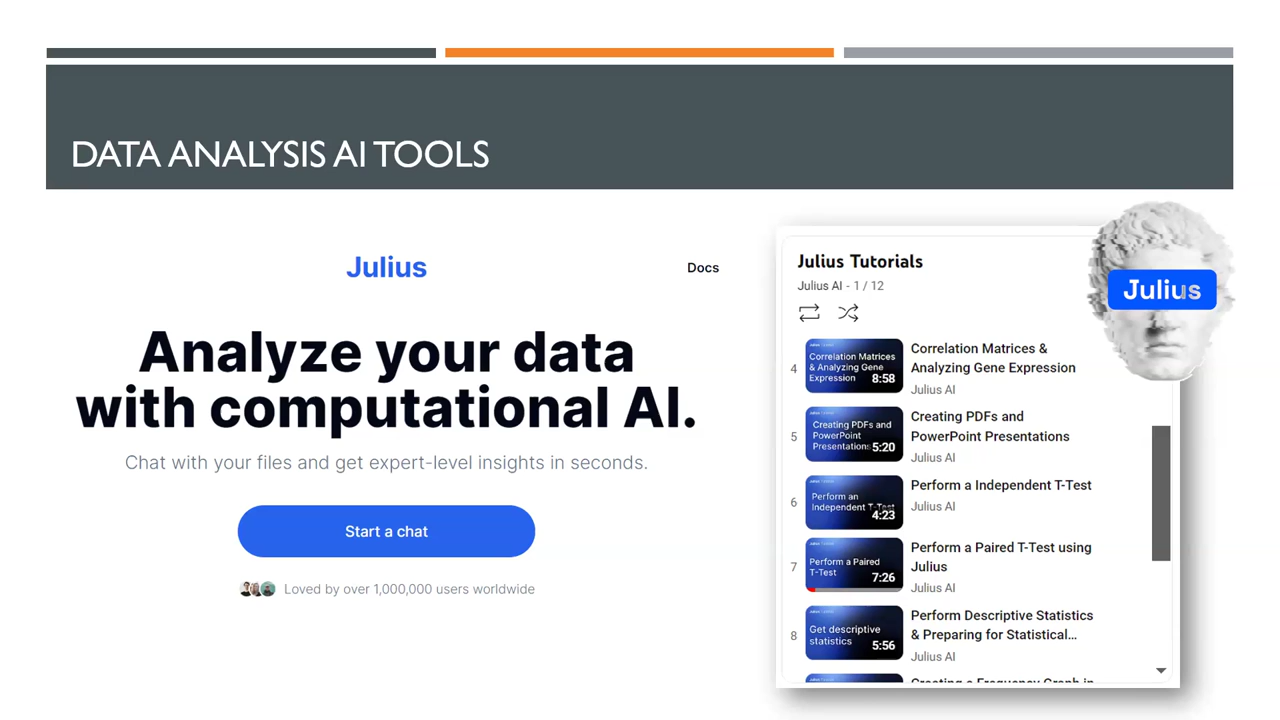 DATA ANALYSIS AI TOOLS
Julius
Docs
Analyze your data
with computational AI.
Chat with your files and get expert-level insights in seconds.
Start a chat
Loved by over 1,000,000 users worldwide
Julius Tutorials
Julius AI - 1 / 12
Julius
4
Correlation Matrices
& Analyzing Gene
Expression
8:58
Correlation Matrices &
Analyzing Gene Expression
Julius AI
5
Creating PDFs and
PowerPoint
Presentations
5:20
Creating PDFs and
PowerPoint Presentations
Julius AI
6
Perform an
Independent T-Test
4:23
Perform a Independent T-Test
Julius AI
7
Perform a Paired
T-Test
7:26
Perform a Paired T-Test using
Julius
Julius AI
8
Get descriptive
statistics
5:56
Perform Descriptive Statistics
& Preparing for Statistical...
Julius AI
Creating a Frequency Graph in